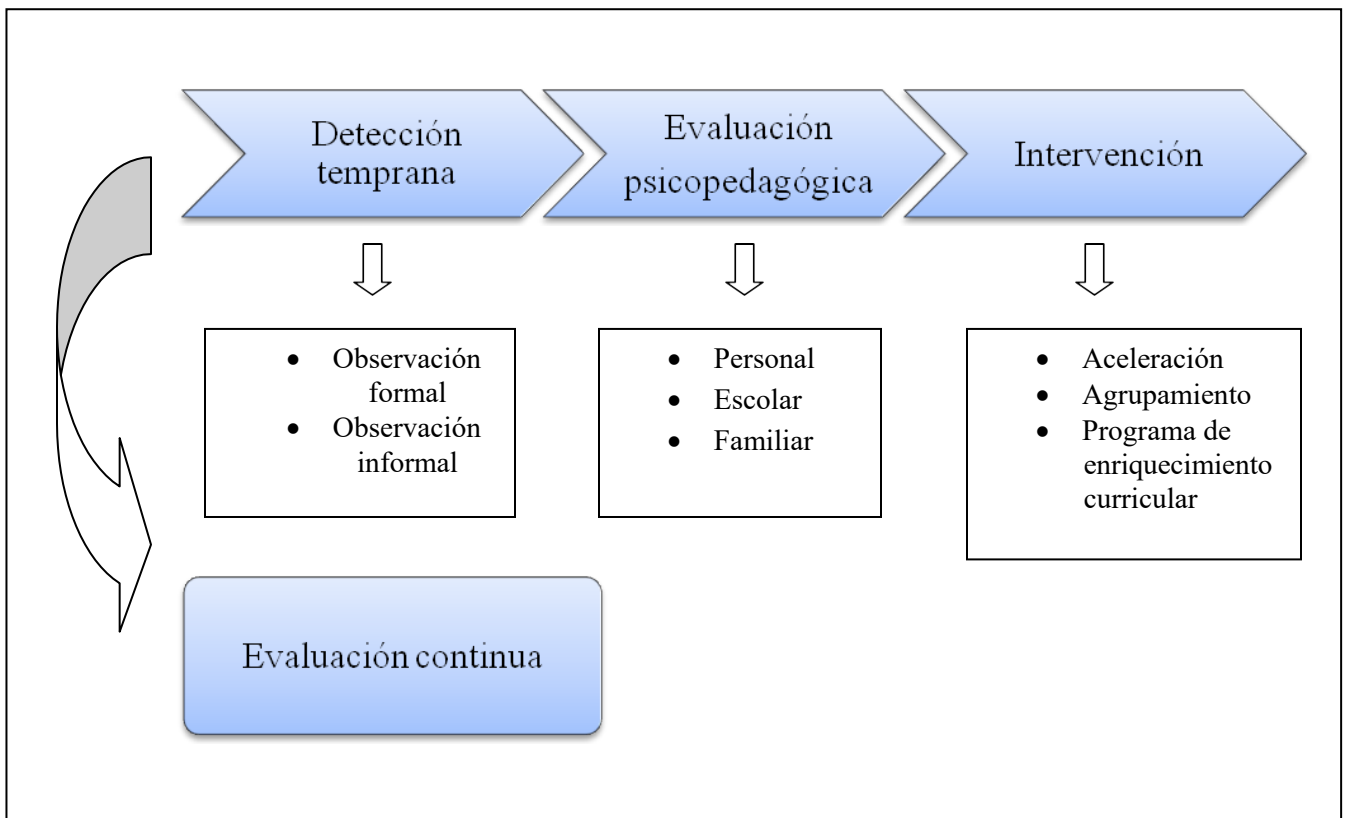 Detección
temprana
Evaluación
psicopedagógica
Intervención
• Observación
formal
• Observación
informal
• Personal
• Escolar
• Familiar
• Aceleración
• Agrupamiento
• Programa de
enriquecimiento
curricular
Evaluación continua